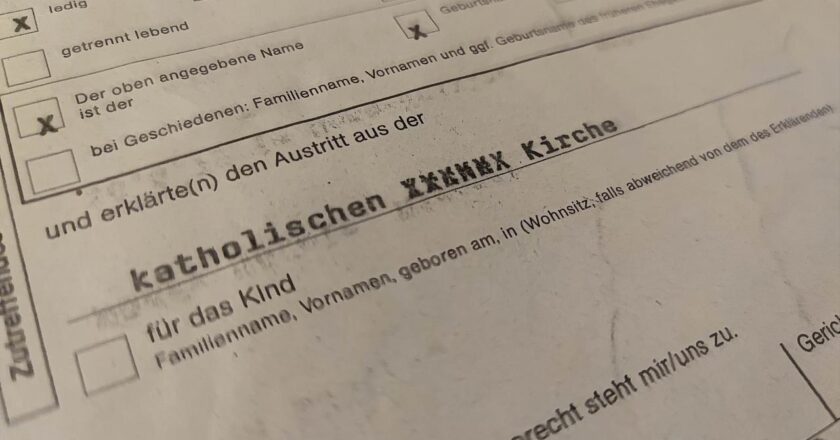 x ledig
getrennt lebend
x Geburtsna
Der oben angegebene Name
ist der
x
bei Geschiedenen: Familienname, Vornamen und ggf. Geburtsname des früheren
und erklärte(n) den Austritt aus der
katholischen XXXXXX Kirche
für das Kind
Familienname, Vornamen, geboren am, in (Wohnsitz, falls abweichend von dem des Erklärenden)
Zutreffendes
recht steht mir/uns zu.
Geric